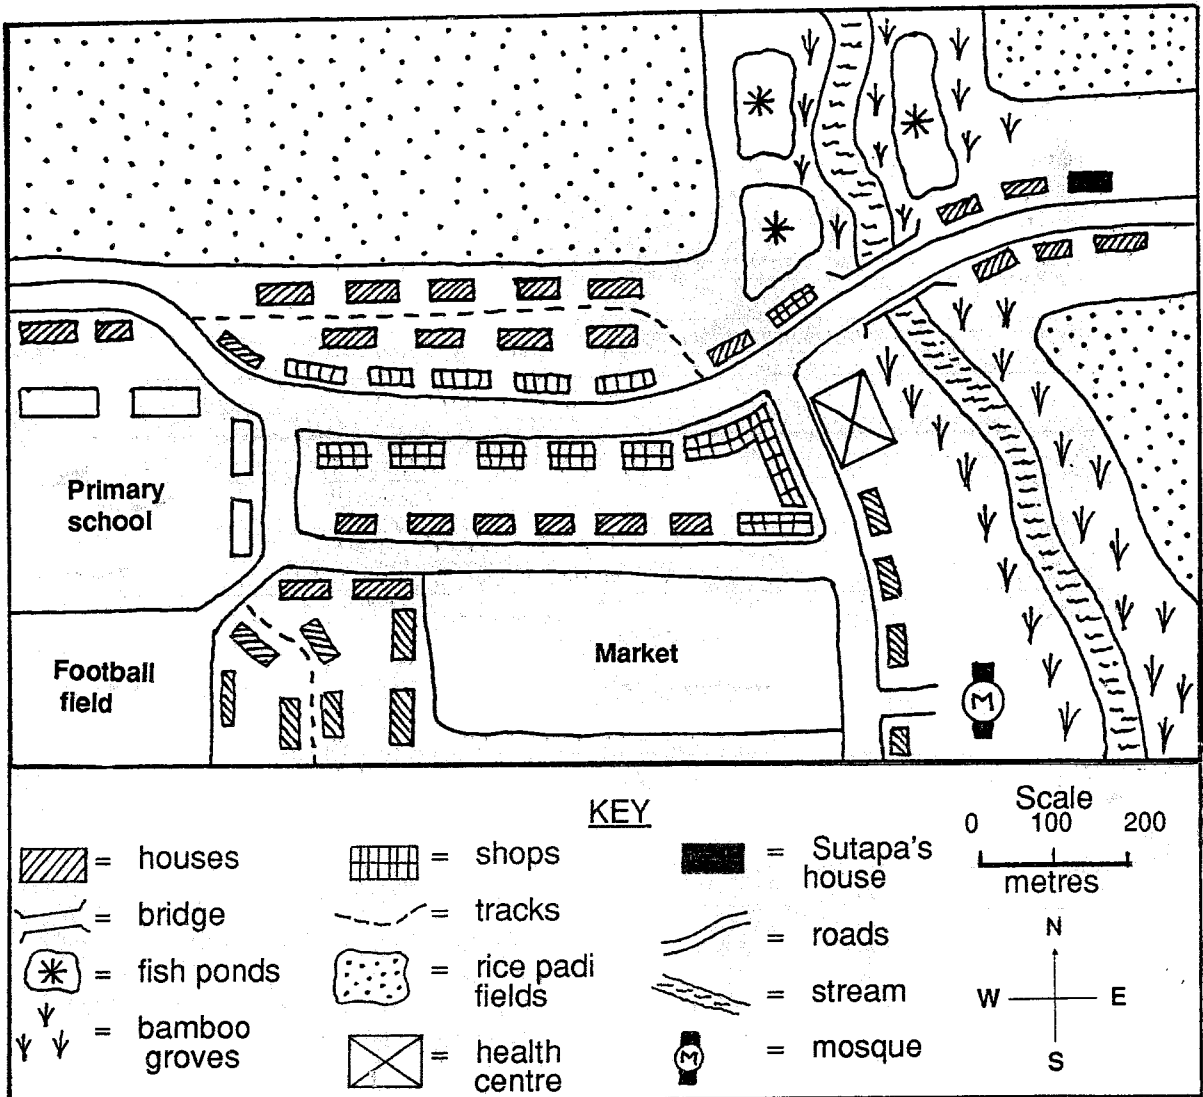 Primary
school
Football
field
Market
M
KEY
= houses
= bridge
= fish ponds
= bamboo
groves
= shops
= tracks
= rice padi
fields
= health
centre
= Sutapa's
house
= roads
= stream
M = mosque
Scale
0 100 200
metres
N
W E
S